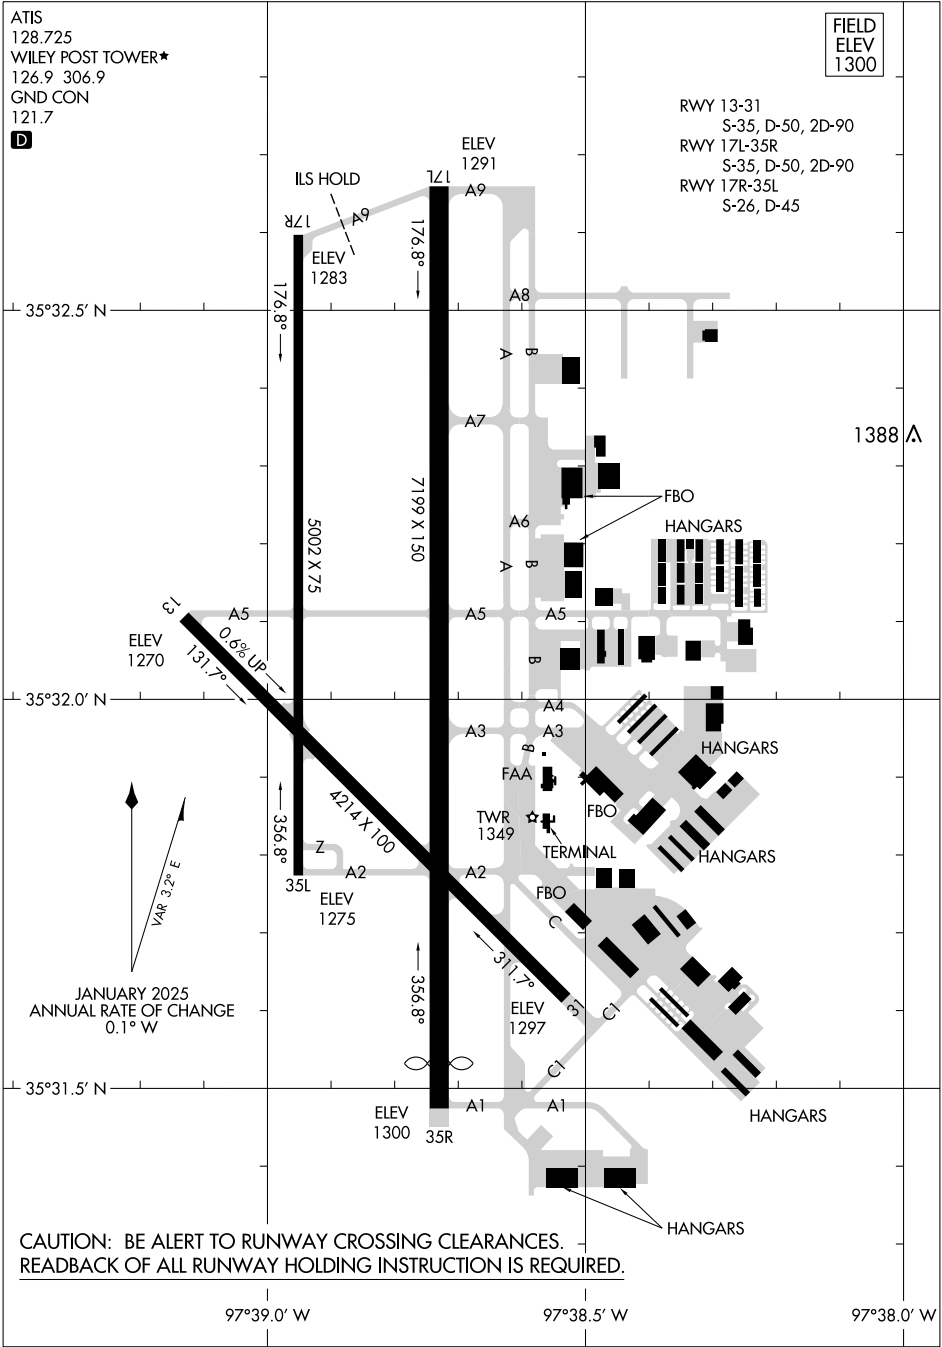 ATIS
128.725
WILEY POST TOWER★
126.9 306.9
GND CON
121.7
D
FIELD
ELEV
1300
RWY 13-31
S-35, D-50, 2D-90
RWY 17L-35R
S-35, D-50, 2D-90
RWY 17R-35L
S-26, D-45
ELEV
1291
ILS HOLD
17L
A9
A9
17R
ELEV
1283
176.8°
176.8°
A8
35°32.5' N
A
B
A7
1388
7199 X 150
5002 X 75
FBO
A6
HANGARS
A
B
13
A5
A5
A5
ELEV
1270
0.6% UP
131.7°
B
35°32.0' N
A4
A3
A3
B
HANGARS
FAA
FBO
TWR
1349
4214 X 100
356.8°
Z
TERMINAL
HANGARS
A2
A2
35L
ELEV
1275
FBO
C
VAR 3.2° E
311.7°
356.8°
JANUARY 2025
ANNUAL RATE OF CHANGE
0.1° W
31
ELEV
1297
C1
C1
35°31.5' N
A1
A1
ELEV
1300
35R
HANGARS
HANGARS
CAUTION: BE ALERT TO RUNWAY CROSSING CLEARANCES.
READBACK OF ALL RUNWAY HOLDING INSTRUCTION IS REQUIRED.
97°39.0' W
97°38.5' W
97°38.0' W